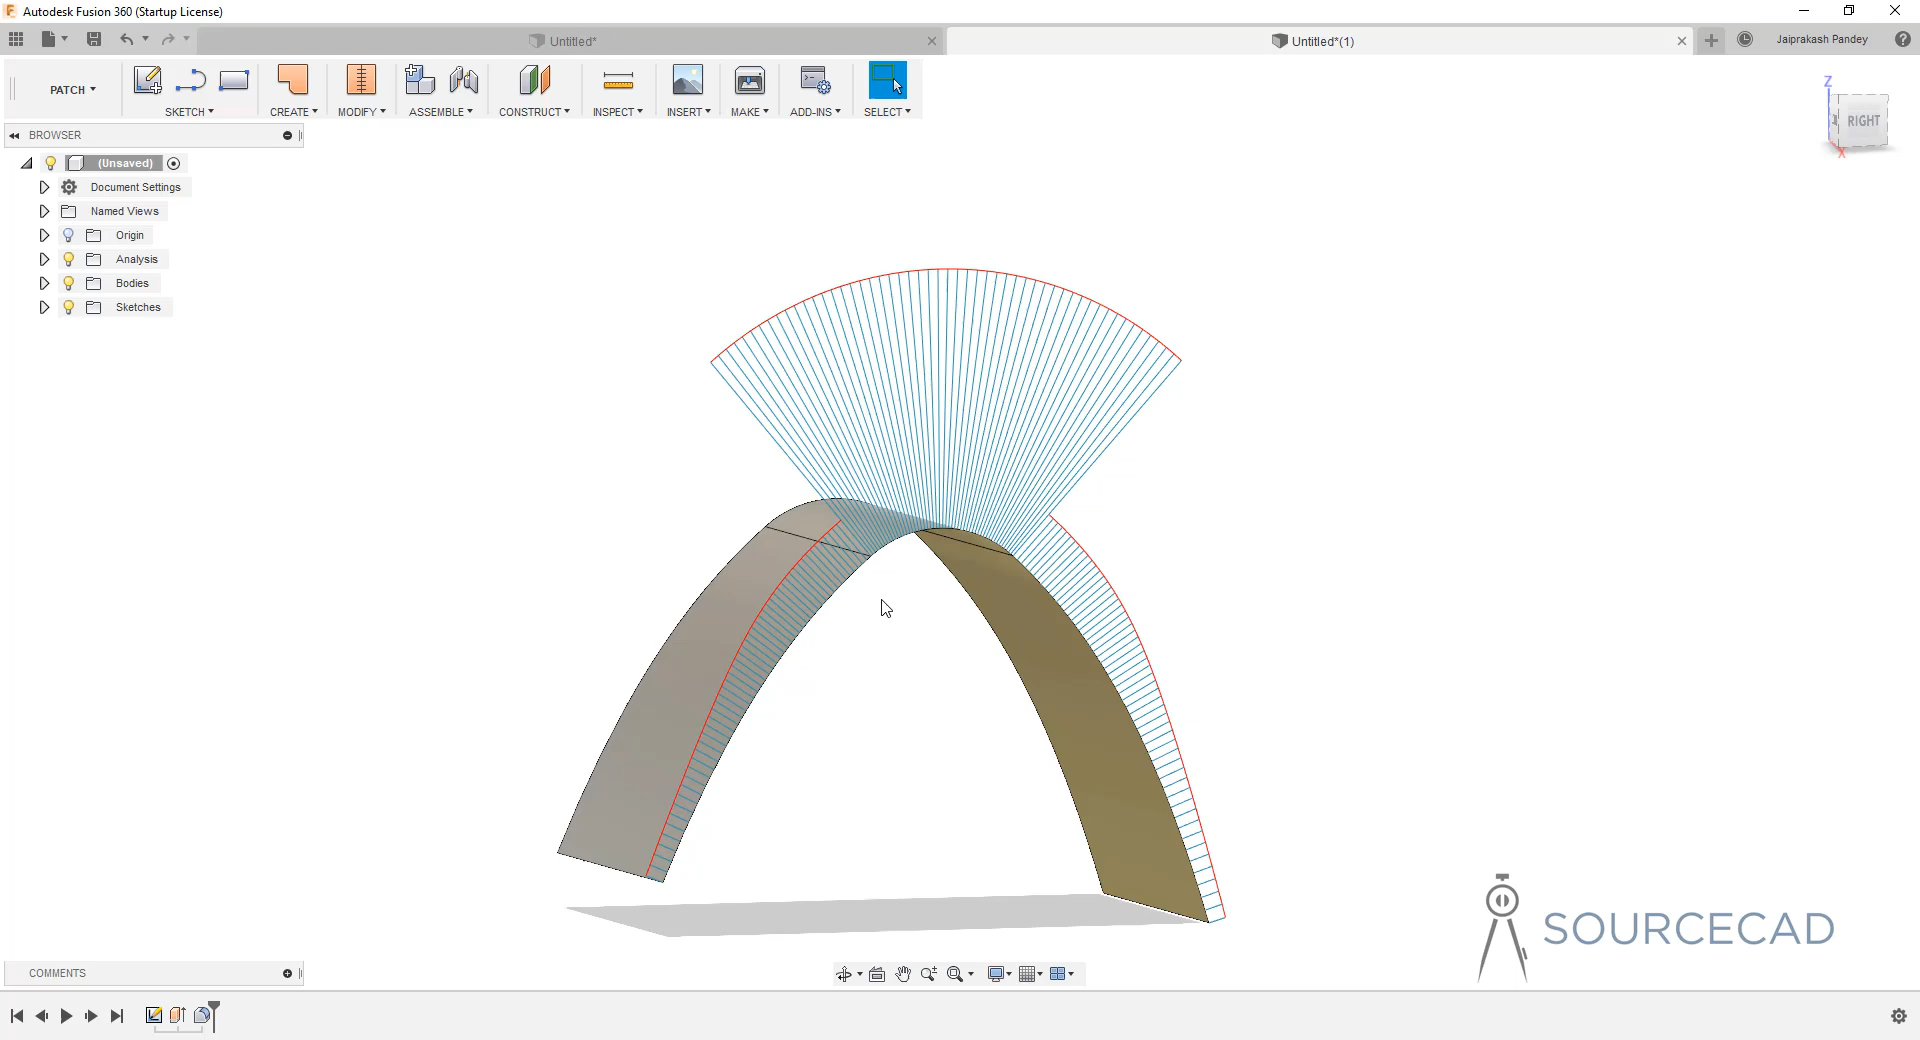 Autodesk Fusion 360 (Startup License)
Untitled*
Untitled*(1)
Jaiprakash Pandey
PATCH
SKETCH
CREATE
MODIFY
ASSEMBLE
CONSTRUCT
INSPECT
INSERT
MAKE
ADD-INS
SELECT
BROWSER
(Unsaved)
Document Settings
Named Views
Origin
Analysis
Bodies
Sketches
Z
RIGHT
X
SOURCECAD
COMMENTS